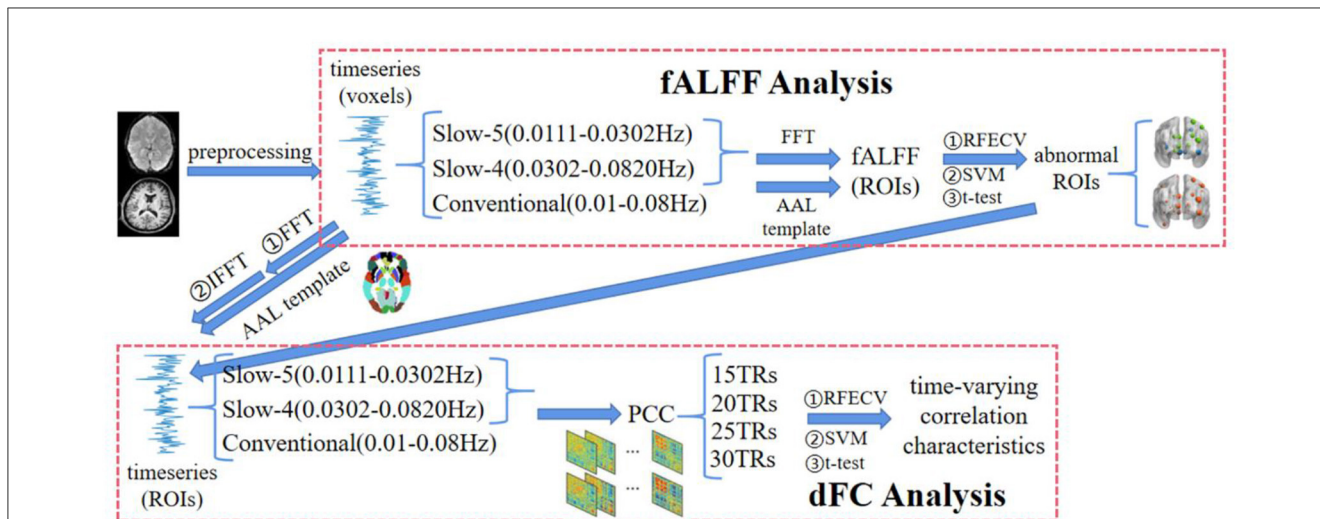 fALFF Analysis
timeseries
(voxels)
preprocessing
Slow-5(0.0111-0.0302Hz)
Slow-4(0.0302-0.0820Hz)
Conventional(0.01-0.08Hz)
FFT
AAL
template
fALFF
(ROIs)
①RFECV
②SVM
③t-test
abnormal
ROIs
①FFT
②IFFT
AAL template
timeseries
(ROIs)
Slow-5(0.0111-0.0302Hz)
Slow-4(0.0302-0.0820Hz)
Conventional(0.01-0.08Hz)
PCC
...
...
15TRs
20TRs
25TRs
30TRs
①RFECV
②SVM
③t-test
time-varying
correlation
characteristics
dFC Analysis